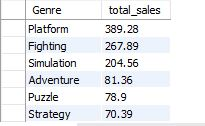 Genre total_sales
Platform 389.28
Fighting 267.89
Simulation 204.56
Adventure 81.36
Puzzle 78.9
Strategy 70.39